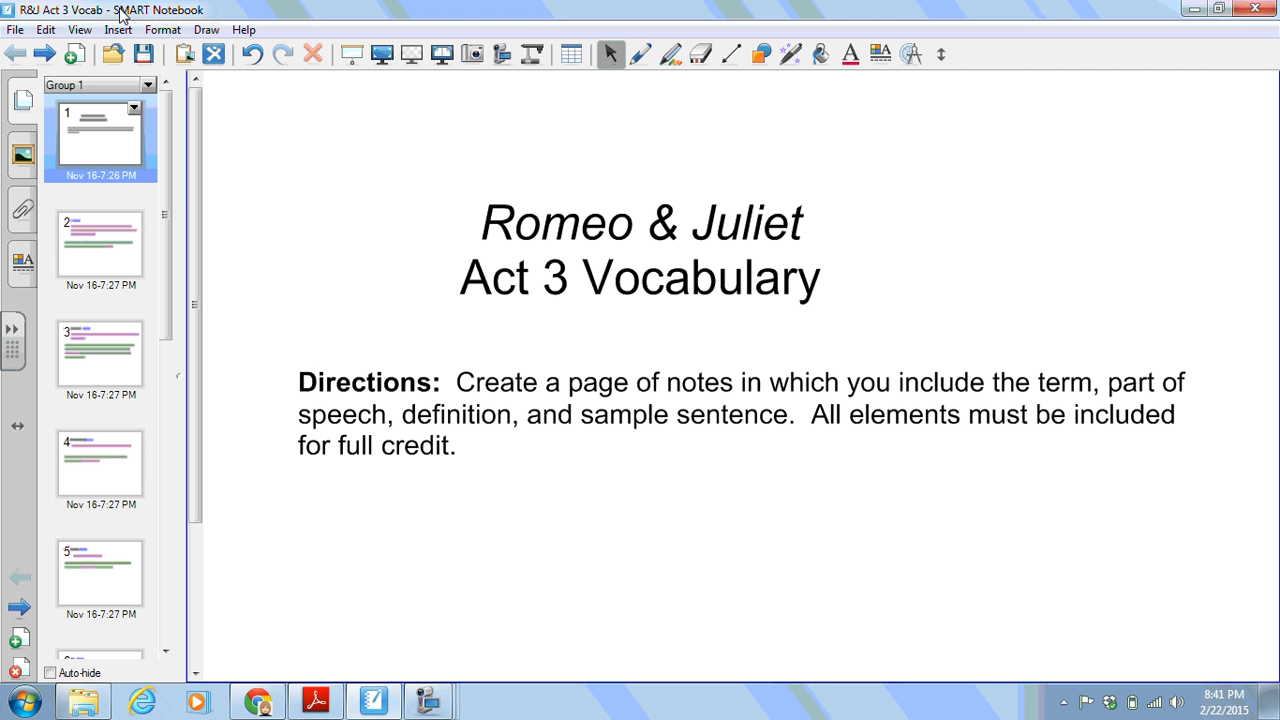 R&J Act 3 Vocab - SMART Notebook
File Edit View Insert Format Draw Help
Group 1
1
Nov 16-7:26 PM
2
Nov 16-7:27 PM
3
Nov 16-7:27 PM
4
Nov 16-7:27 PM
5
Nov 16-7:27 PM
Auto-hide
Romeo & Juliet
Act 3 Vocabulary
Directions: Create a page of notes in which you include the term, part of
speech, definition, and sample sentence. All elements must be included
for full credit.
8:41 PM
2/22/2015